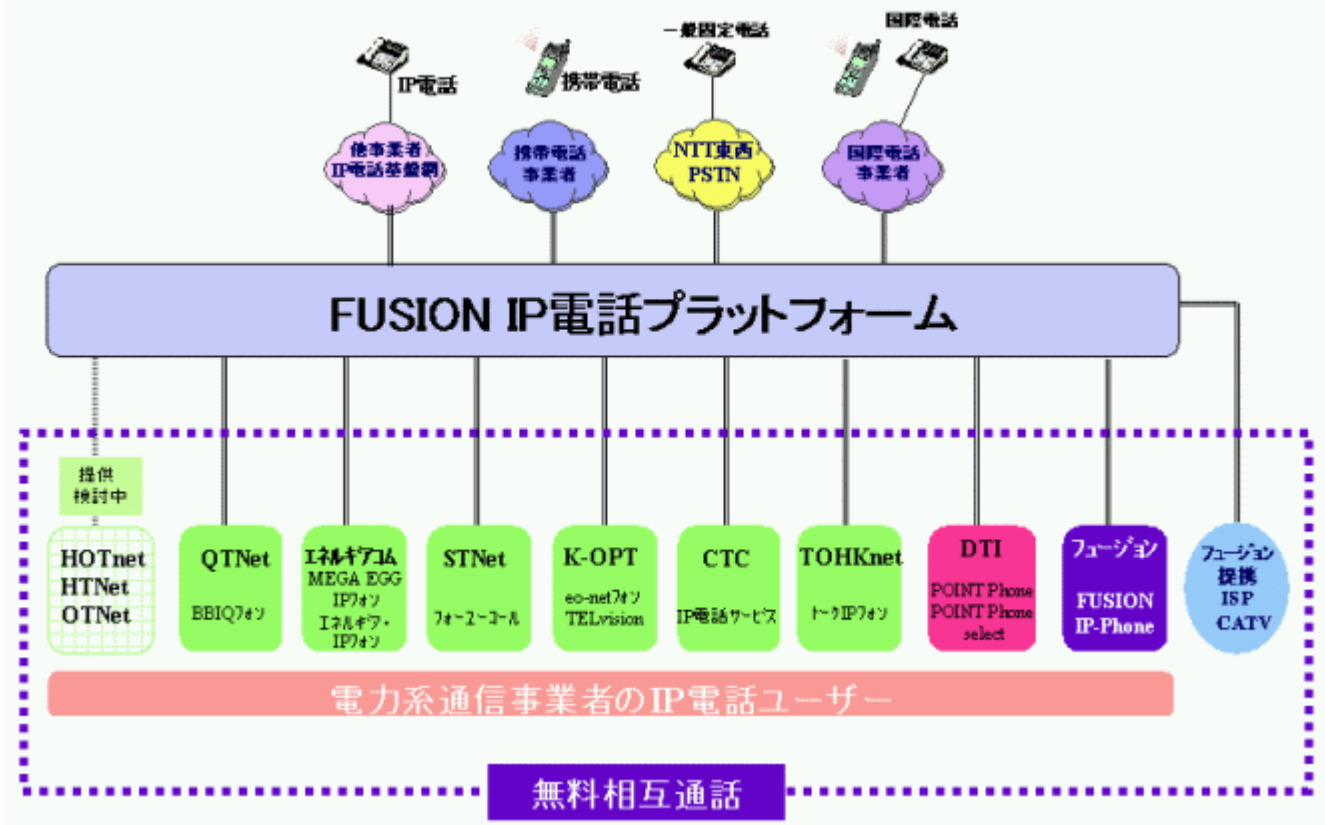 IP電話
携帯電話
一般固定電話
国際電話
他事業者
IP電話基盤網
携帯電話
事業者
NTT東西
PSTN
国際電話
事業者
FUSION IP電話プラットフォーム
提供
検討中
HOTnet
HTNet
OTNet
QTNet
BBIQﾌｫﾝ
ｴﾈﾙｷﾞｱｺﾑ
MEGA EGG
IPﾌｫﾝ
ｴﾈﾙｷﾞｱ・
IPﾌｫﾝ
STNet
ﾌｫｰﾕｰｺｰﾙ
K-OPT
eo-netﾌｫﾝ
TELvision
CTC
IP電話ｻｰﾋﾞｽ
TOHKnet
ﾄｰｸIPﾌｫﾝ
DTI
POINT Phone
POINT Phone
select
ﾌｭｰｼﾞｮﾝ
FUSION
IP-Phone
ﾌｭｰｼﾞｮﾝ
提携
ISP
CATV
電力系通信事業者のIP電話ユーザー
無料相互通話